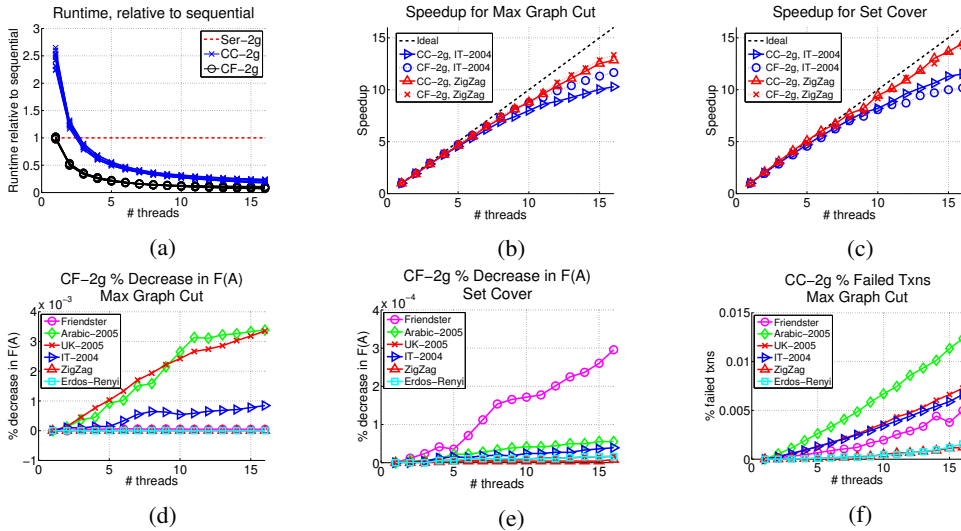 Runtime, relative to sequential
Runtime relative to sequential
3
2.5
2
1.5
1
0.5
0
0 5 10 15
# threads
Ser−2g
CC−2g
CF−2g
(a)
Speedup for Max Graph Cut
Speedup
15
10
5
0
0 5 10 15
# threads
Ideal
CC−2g, IT−2004
CF−2g, IT−2004
CC−2g, ZigZag
CF−2g, ZigZag
(b)
Speedup for Set Cover
Speedup
15
10
5
0
0 5 10 15
# threads
Ideal
CC−2g, IT−2004
CF−2g, IT−2004
CC−2g, ZigZag
CF−2g, ZigZag
(c)
CF−2g % Decrease in F(A)
Max Graph Cut
x 10−3
% decrease in F(A)
4
3
2
1
0
−1
0 5 10 15
# threads
Friendster
Arabic−2005
UK−2005
IT−2004
ZigZag
Erdos−Renyi
(d)
CF−2g % Decrease in F(A)
Set Cover
x 10−4
% decrease in F(A)
4
3
2
1
0
0 5 10 15
# threads
Friendster
Arabic−2005
UK−2005
IT−2004
ZigZag
Erdos−Renyi
(e)
CC−2g % Failed Txns
Max Graph Cut
% failed txns
0.015
0.01
0.005
0
0 5 10 15
# threads
Friendster
Arabic−2005
UK−2005
IT−2004
ZigZag
Erdos−Renyi
(f)